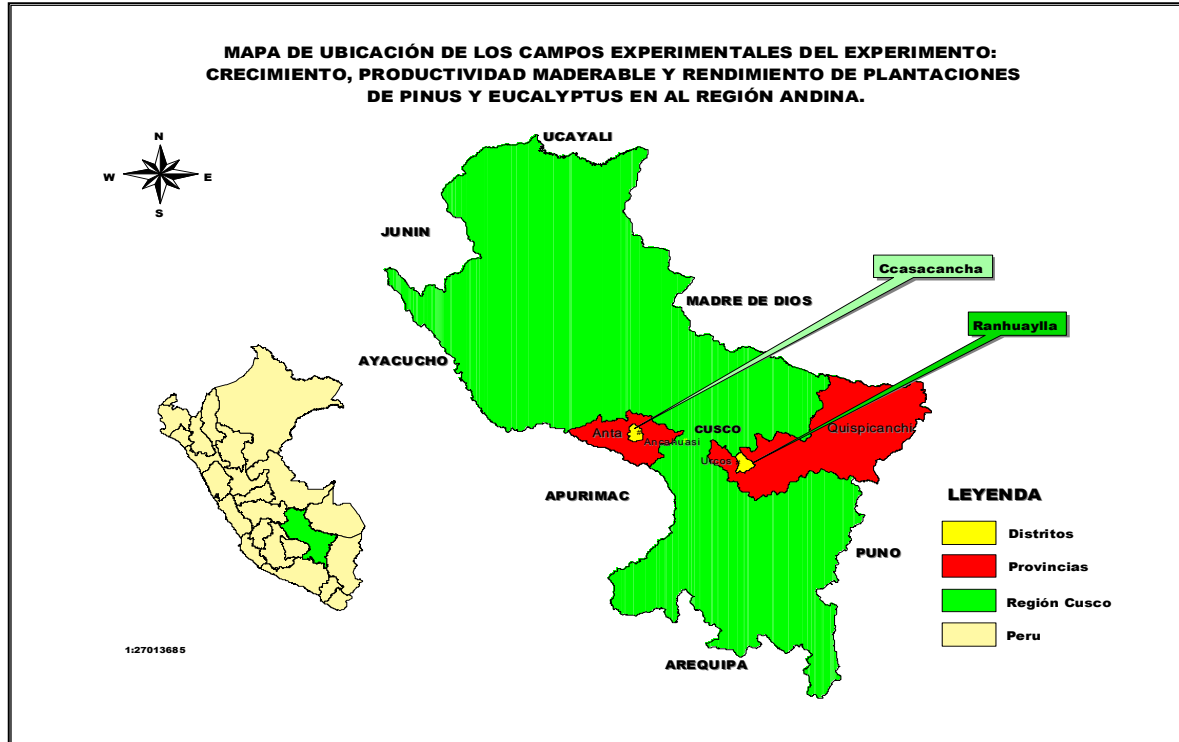 MAPA DE UBICACIÓN DE LOS CAMPOS EXPERIMENTALES DEL EXPERIMENTO:
CRECIMIENTO, PRODUCTIVIDAD MADERABLE Y RENDIMIENTO DE PLANTACIONES
DE PINUS Y EUCALYPTUS EN AL REGIÓN ANDINA.
N
W
E
S
UCAYALI
JUNIN
Ccasacancha
MADRE DE DIOS
Ranhuaylla
AYACUCHO
Anta
Ancahuasi
CUSCO
Quispicanchi
Urcos
APURIMAC
PUNO
AREQUIPA
LEYENDA
Distritos
Provincias
Región Cusco
Peru
1:27013685